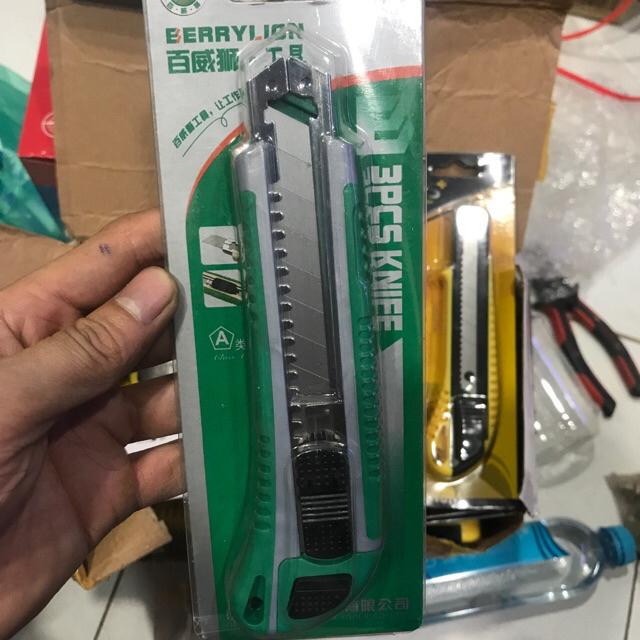 BERRYLION
百威狮 工具
百威狮工具，让工作
3PCS KNIFE
A 类
有限公司